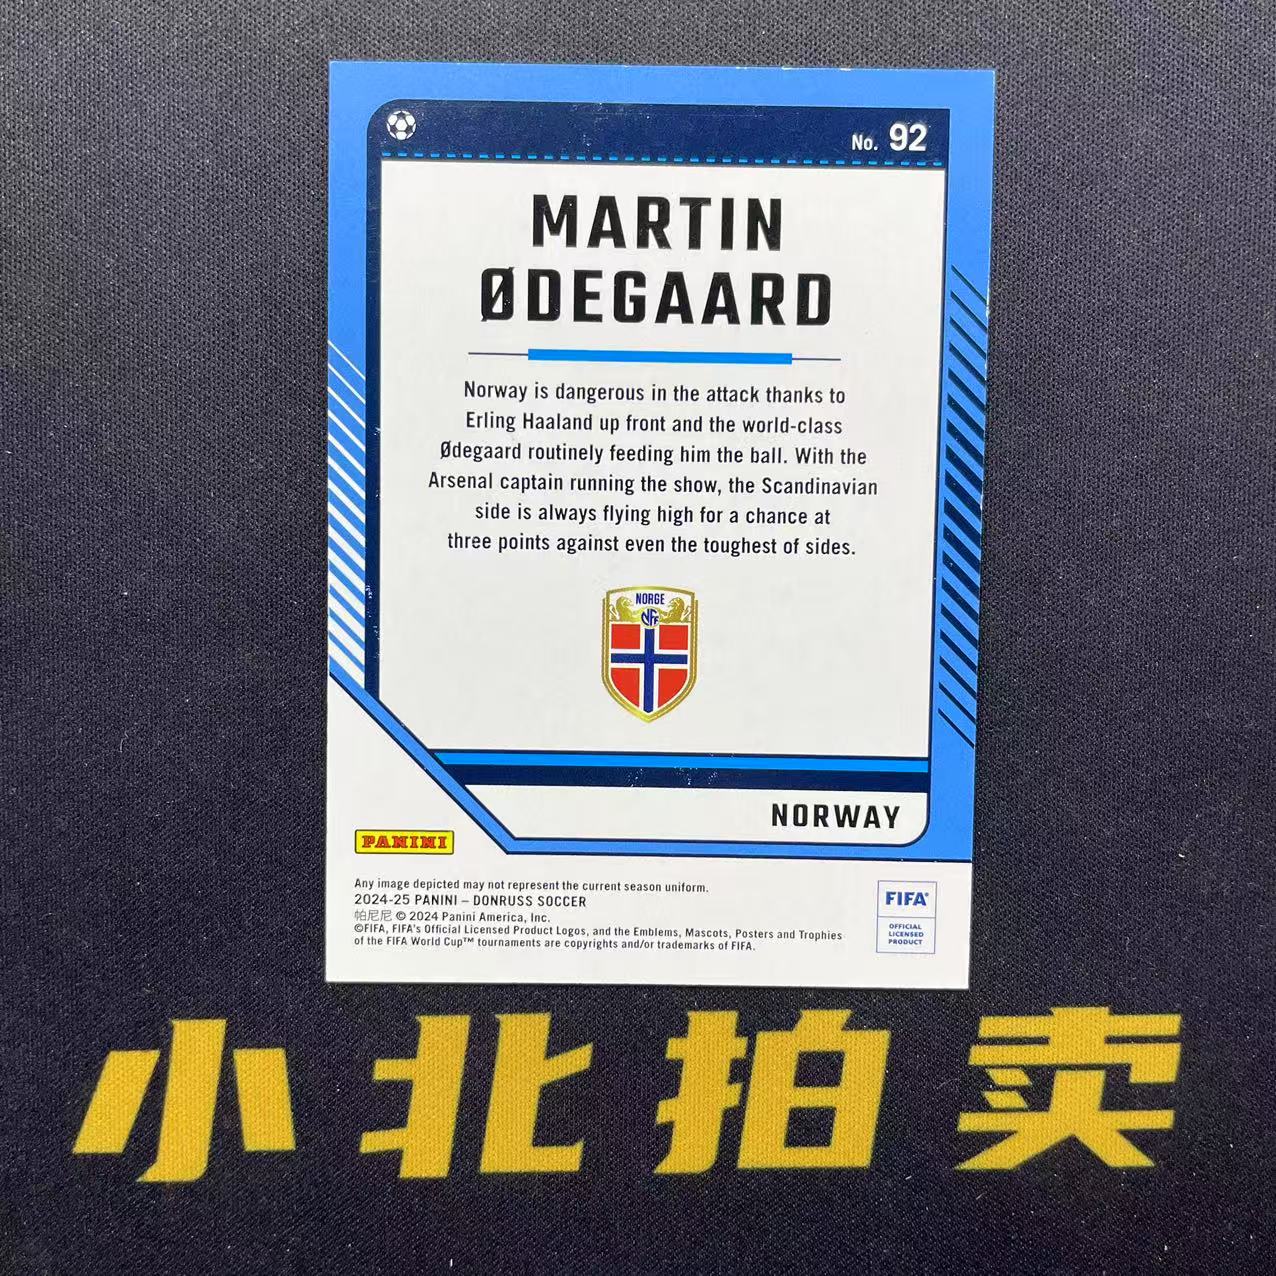 No. 92
MARTIN
ØDEGAARD
Norway is dangerous in the attack thanks to
Erling Haaland up front and the world-class
Ødegaard routinely feeding him the ball. With the
Arsenal captain running the show, the Scandinavian
side is always flying high for a chance at
three points against even the toughest of sides.
NORGE
NFF
NORWAY
PANINI
Any image depicted may not represent the current season uniform.
2024-25 PANINI – DONRUSS SOCCER
帕尼尼 © 2024 Panini America, Inc.
©FIFA, FIFA's Official Licensed Product Logos, and the Emblems, Mascots, Posters and Trophies
of the FIFA World Cup™ tournaments are copyrights and/or trademarks of FIFA.
FIFA®
OFFICIAL
LICENSED
PRODUCT
小北拍卖